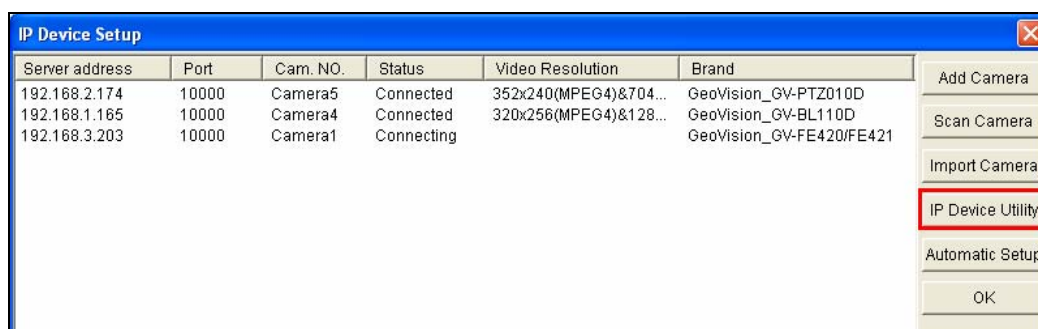 IP Device Setup
Server address Port Cam. NO. Status Video Resolution Brand
192.168.2.174 10000 Camera5 Connected 352x240(MPEG4)&704... GeoVision_GV-PTZ010D
192.168.1.165 10000 Camera4 Connected 320x256(MPEG4)&128... GeoVision_GV-BL110D
192.168.3.203 10000 Camera1 Connecting GeoVision_GV-FE420/FE421
Add Camera
Scan Camera
Import Camera
IP Device Utility
Automatic Setup
OK